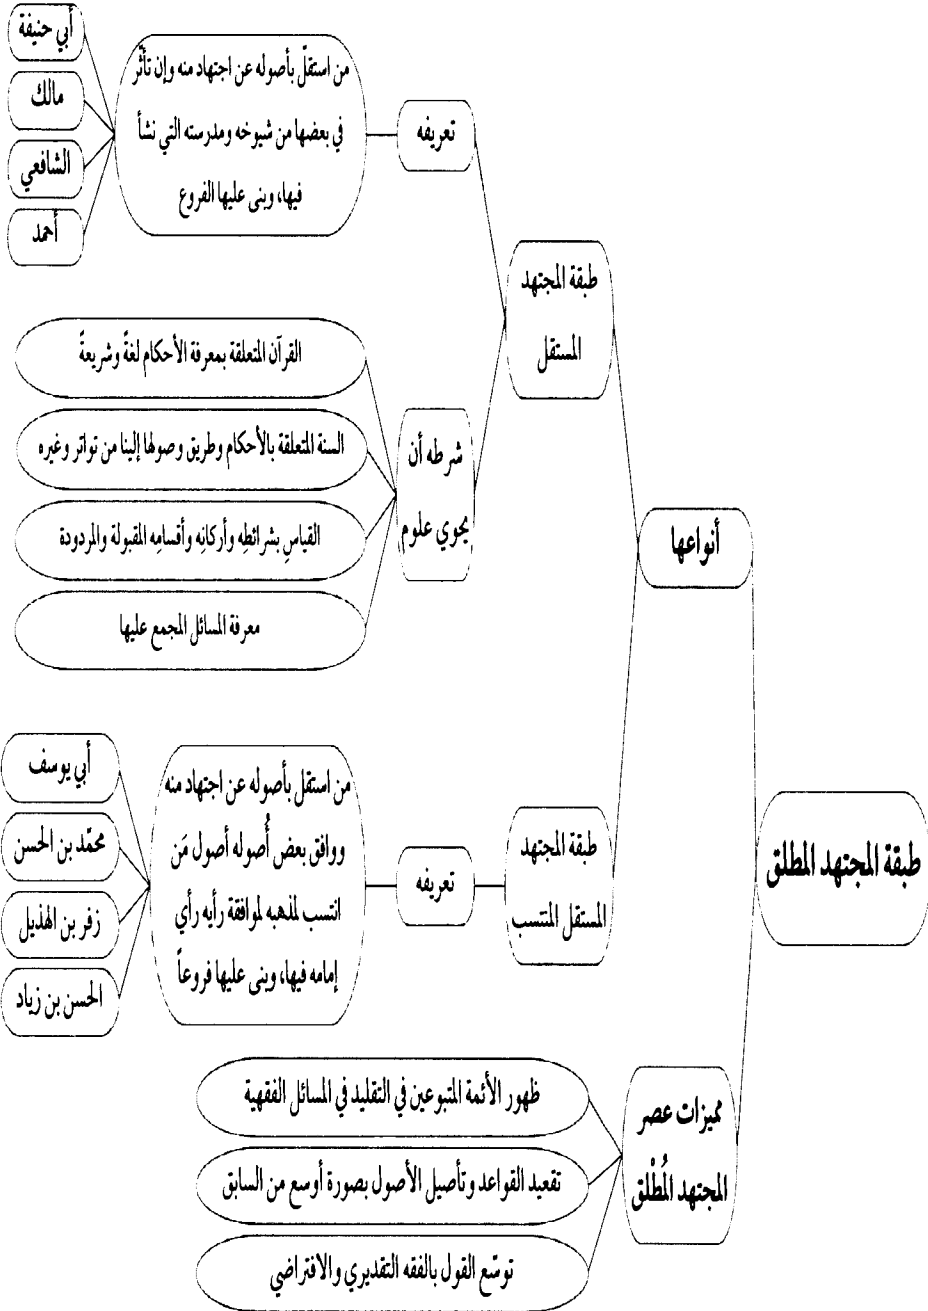 طبقة المجتهد المطلق
أنواعها
طبقة المجتهد
المستقل
تعريفه
من استقلّ بأصوله عن اجتهاد منه وإن تأثّر
في بعضها من شيوخه ومدرسته التي نشأ
فيها، وبنى عليها الفروع
أبي حنيفة
مالك
الشافعي
أحمد
شرطه أن
يحوي علوم
القرآن المتعلقة بمعرفة الأحكام لغةً وشريعةً
السنة المتعلقة بالأحكام وطريق وصولها إلينا من تواتر وغيره
القياسِ بشرائطِه وأركانِه وأقسامِه المقبولة والمردودة
معرفة المسائل المجمع عليها
طبقة المجتهد
المستقل المنتسب
تعريفه
من استقل بأصوله عن اجتهاد منه
ووافق بعض أُصوله أصول مَن
انتسب لمذهبه لموافقة رأيه رأي
إمامه فيها، وبنى عليها فروعاً
أبي يوسف
محمّد بن الحسن
زفر بن الهذيل
الحسن بن زياد
مميزات عصر
المجتهد المُطْلق
ظهور الأئمة المتبوعين في التقليد في المسائل الفقهية
تقعيد القواعد وتأصيل الأصول بصورة أوسع من السابق
توسّع القول بالفقه التقديري والافتراضي